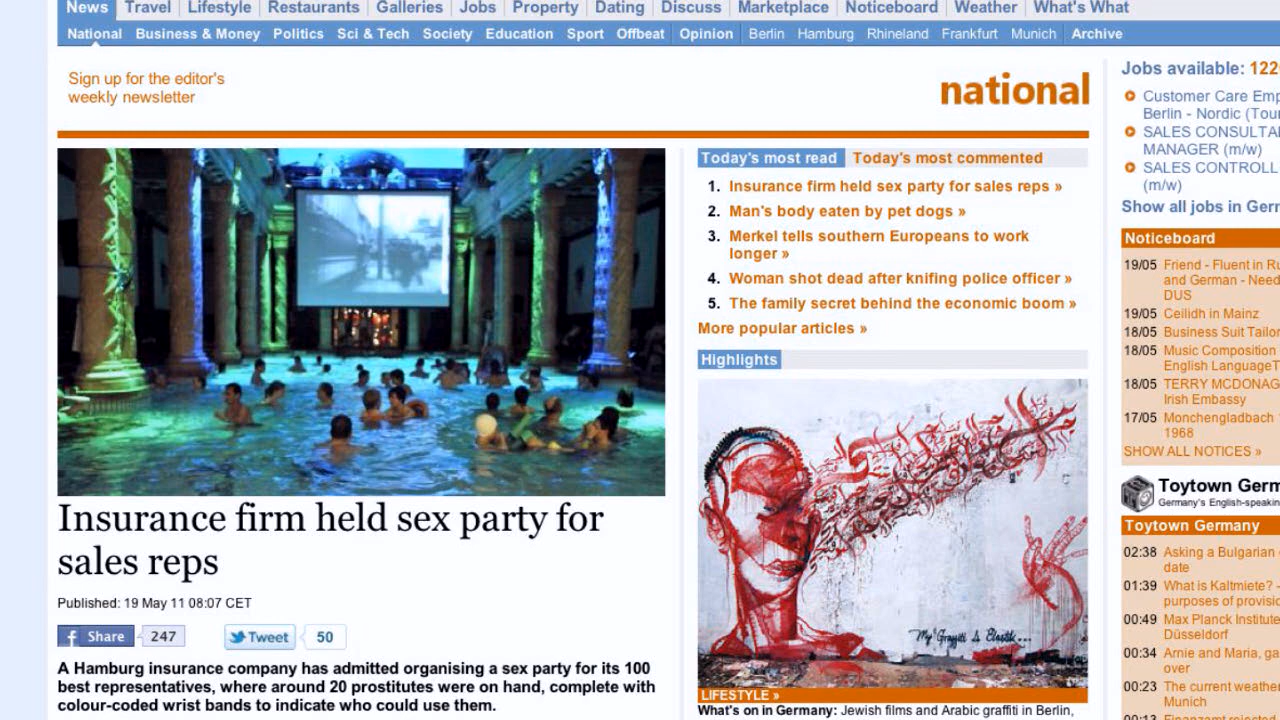 News Travel Lifestyle Restaurants Galleries Jobs Property Dating Discuss Marketplace Noticeboard Weather What's What
National Business & Money Politics Sci & Tech Society Education Sport Offbeat Opinion Berlin Hamburg Rhineland Frankfurt Munich Archive
Sign up for the editor's
weekly newsletter
national
Insurance firm held sex party for
sales reps
Published: 19 May 11 08:07 CET
Share 247 Tweet 50
A Hamburg insurance company has admitted organising a sex party for its 100
best representatives, where around 20 prostitutes were on hand, complete with
colour-coded wrist bands to indicate who could use them.
Today's most read Today's most commented
1. Insurance firm held sex party for sales reps »
2. Man's body eaten by pet dogs »
3. Merkel tells southern Europeans to work
longer »
4. Woman shot dead after knifing police officer »
5. The family secret behind the economic boom »
More popular articles »
Highlights
My Graffiti is Elastik...
LIFESTYLE »
What's on in Germany: Jewish films and Arabic graffiti in Berlin,
Jobs available: 122
Customer Care Emp
Berlin - Nordic (Tou
SALES CONSULTA
MANAGER (m/w)
SALES CONTROLL
(m/w)
Show all jobs in Ger
Noticeboard
19/05 Friend - Fluent in Ru
and German - Need
DUS
19/05 Ceilidh in Mainz
18/05 Business Suit Tailo
18/05 Music Composition
English LanguageT
18/05 TERRY MCDONAG
Irish Embassy
17/05 Monchengladbach
1968
SHOW ALL NOTICES »
Toytown Germ
Germany's English-speakin
Toytown Germany
02:38 Asking a Bulgarian
date
01:39 What is Kaltmiete? -
purposes of provisio
00:49 Max Planck Institute
Düsseldorf
00:34 Arnie and Maria, ga
over
00:23 The current weather
Munich
00:13 Finanzamt rejected